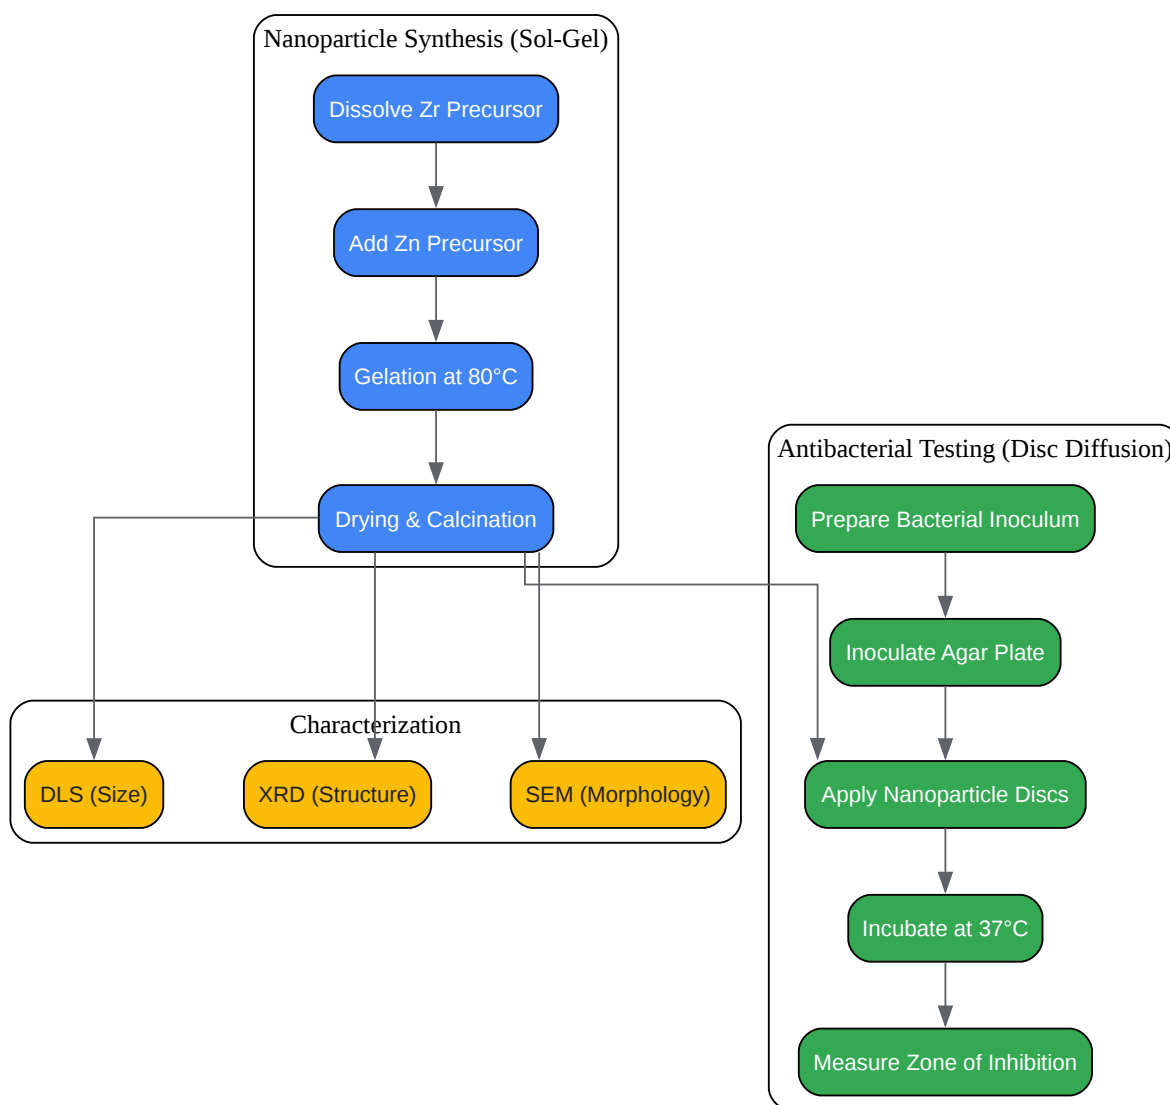 Nanoparticle Synthesis (Sol-Gel)
Dissolve Zr Precursor
Add Zn Precursor
Gelation at 80°C
Drying & Calcination
Antibacterial Testing (Disc Diffusion)
Prepare Bacterial Inoculum
Inoculate Agar Plate
Apply Nanoparticle Discs
Incubate at 37°C
Measure Zone of Inhibition
Characterization
DLS (Size)
XRD (Structure)
SEM (Morphology)